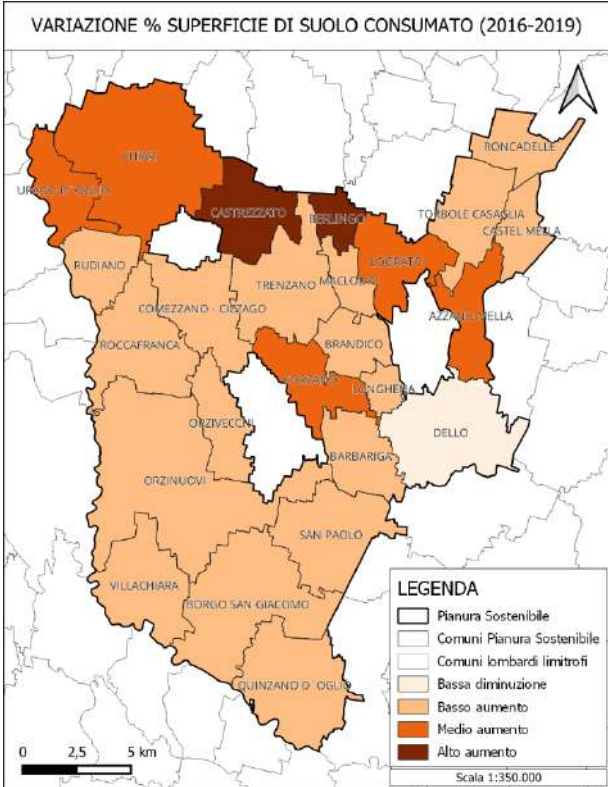 VARIAZIONE % SUPERFICIE DI SUOLO CONSUMATO (2016-2019)
RONCADELLE
CHIARI
URAGO D'OGLIO
CASTREZZATO
BERLINGO
TORBOLE CASAGLIA
CASTEL MELLA
LOGRATO
RUDIANO
TRENZANO
MACLODIO
COMEZZANO - CIZZAGO
AZZANO MELLA
ROCCAFRANCA
BRANDICO
CORZANO
LONGHENA
ORZIVECCHI
DELLO
BARBARIGA
ORZINUOVI
SAN PAOLO
VILLACHIARA
BORGO SAN GIACOMO
QUINZANO D'OGLIO
LEGENDA
Pianura Sostenibile
Comuni Pianura Sostenibile
Comuni lombardi limitrofi
Bassa diminuzione
Basso aumento
Medio aumento
Alto aumento
0 2,5 5 km
Scala 1:350.000